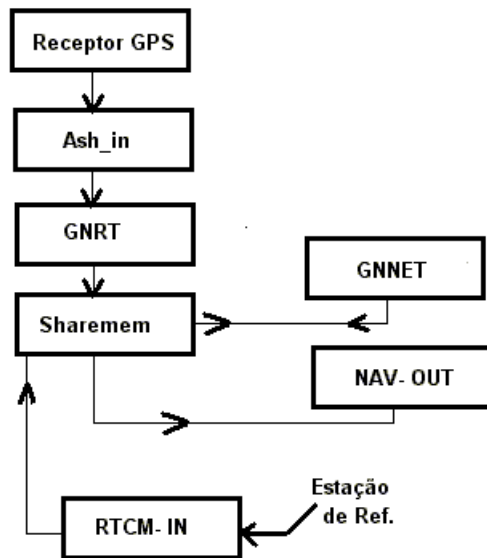 Receptor GPS
Ash_in
GNRT
GNNET
Sharemem
NAV- OUT
Estação
de Ref.
RTCM- IN